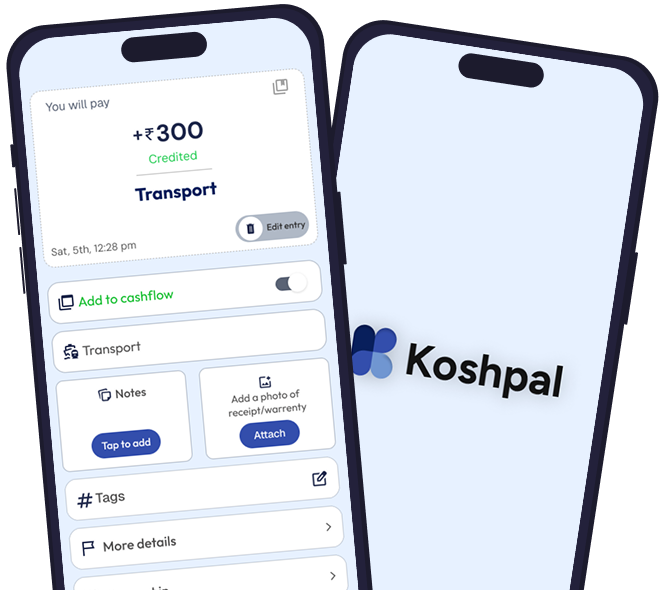 You will pay
+₹300
Credited
Transport
Edit entry
Sat, 5th, 12:28 pm
Add to cashflow
Transport
Notes
Tap to add
Add a photo of
receipt/warrenty
Attach
#Tags
More details
Koshpal